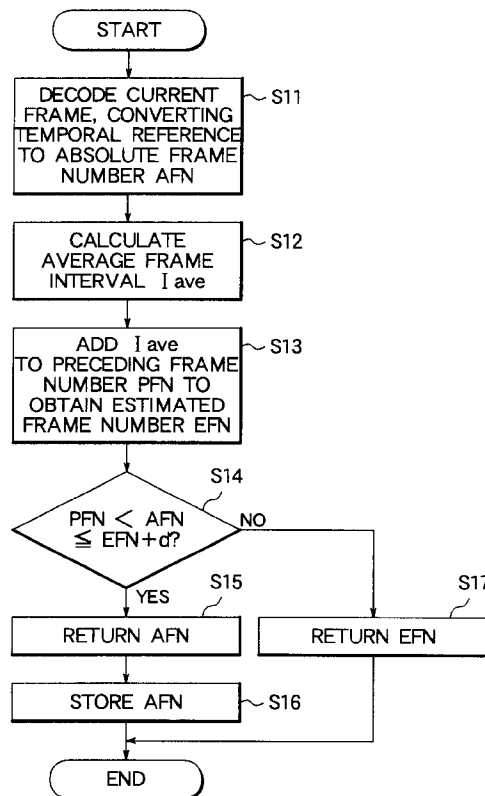 START
DECODE CURRENT
FRAME, CONVERTING
TEMPORAL REFERENCE
TO ABSOLUTE FRAME
NUMBER AFN
S11
CALCULATE
AVERAGE FRAME
INTERVAL I ave
S12
ADD I ave
TO PRECEDING FRAME
NUMBER PFN TO
OBTAIN ESTIMATED
FRAME NUMBER EFN
S13
PFN < AFN
≦ EFN+d?
S14
NO
YES
S15
RETURN AFN
S17
RETURN EFN
STORE AFN
S16
END